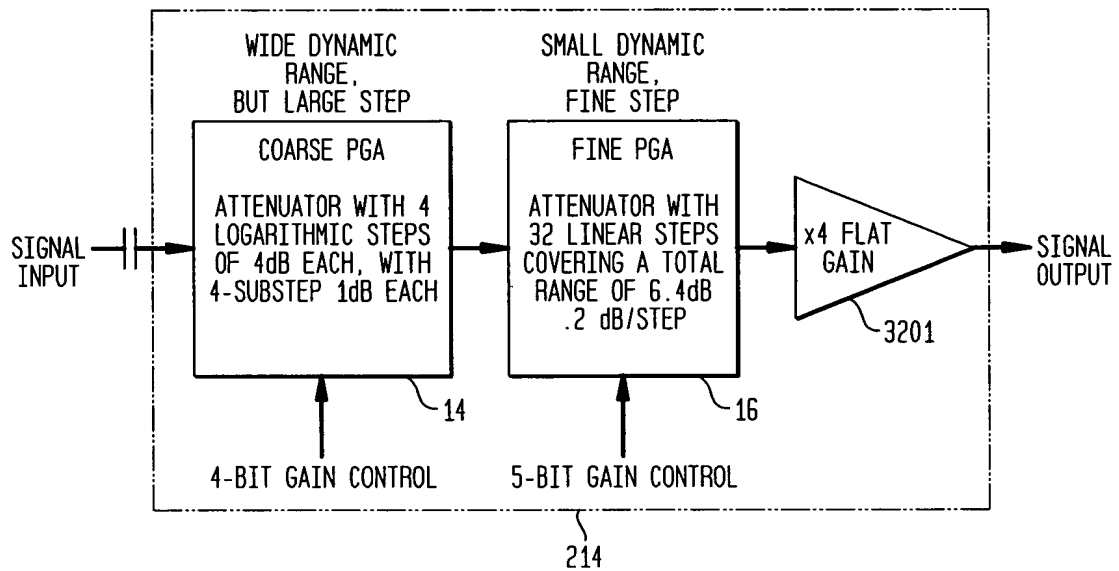 WIDE DYNAMIC
RANGE,
BUT LARGE STEP
SMALL DYNAMIC
RANGE,
FINE STEP
COARSE PGA
ATTENUATOR WITH 4
LOGARITHMIC STEPS
OF 4dB EACH, WITH
4-SUBSTEP 1dB EACH
FINE PGA
ATTENUATOR WITH
32 LINEAR STEPS
COVERING A TOTAL
RANGE OF 6.4dB
.2 dB/STEP
SIGNAL
INPUT
x4 FLAT
GAIN
SIGNAL
OUTPUT
3201
14
16
4-BIT GAIN CONTROL
5-BIT GAIN CONTROL
214